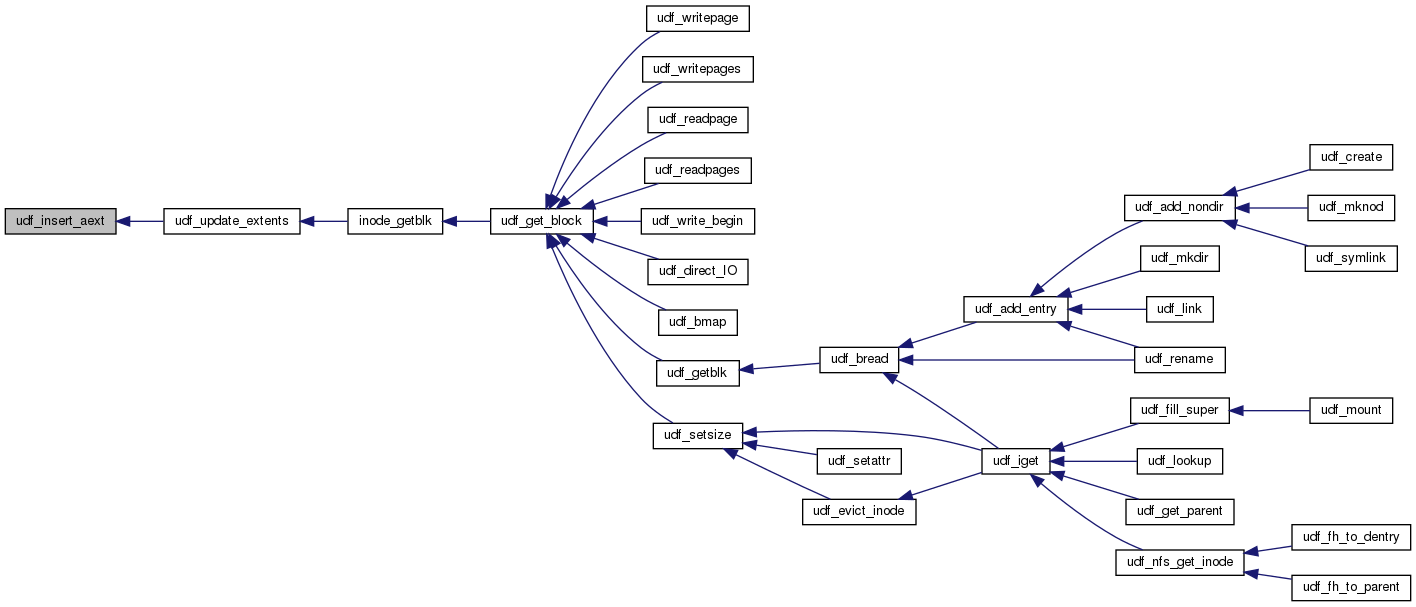 udf_writepage
udf_writepages
udf_readpage
udf_create
udf_readpages
udf_add_nondir
udf_mknod
udf_insert_aext
udf_update_extents
inode_getblk
udf_get_block
udf_write_begin
udf_mkdir
udf_symlink
udf_direct_IO
udf_add_entry
udf_link
udf_bmap
udf_bread
udf_rename
udf_getblk
udf_fill_super
udf_mount
udf_setsize
udf_setattr
udf_iget
udf_lookup
udf_evict_inode
udf_get_parent
udf_fh_to_dentry
udf_nfs_get_inode
udf_fh_to_parent